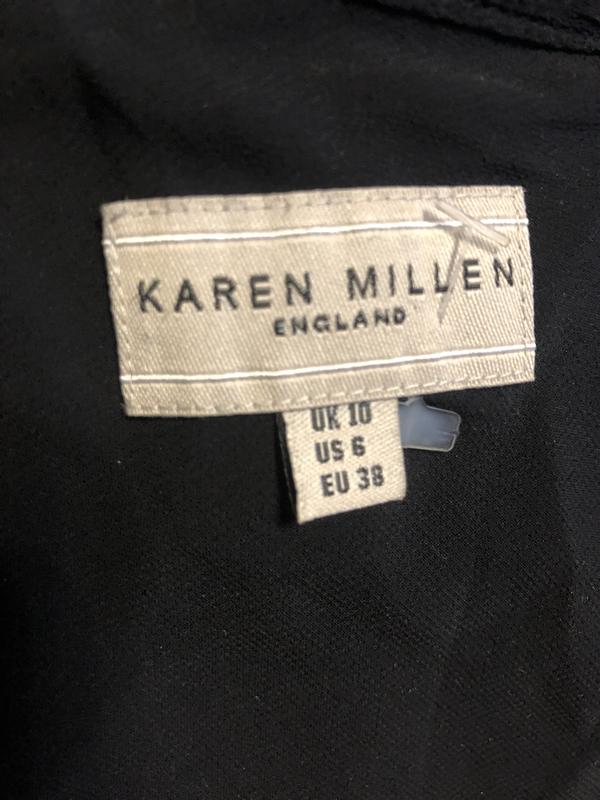 KAREN MILLEN
ENGLAND
UK 10
US 6
EU 38